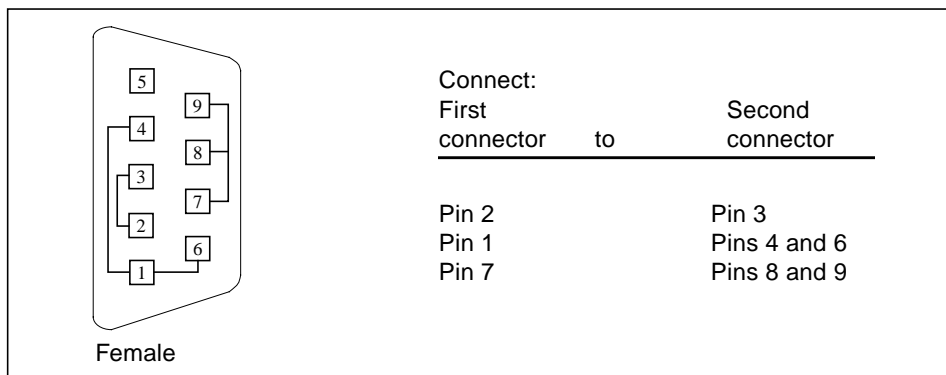 5
9
4
8
3
7
2
6
1
Female
Connect:
First Second
connector to connector
Pin 2 Pin 3
Pin 1 Pins 4 and 6
Pin 7 Pins 8 and 9